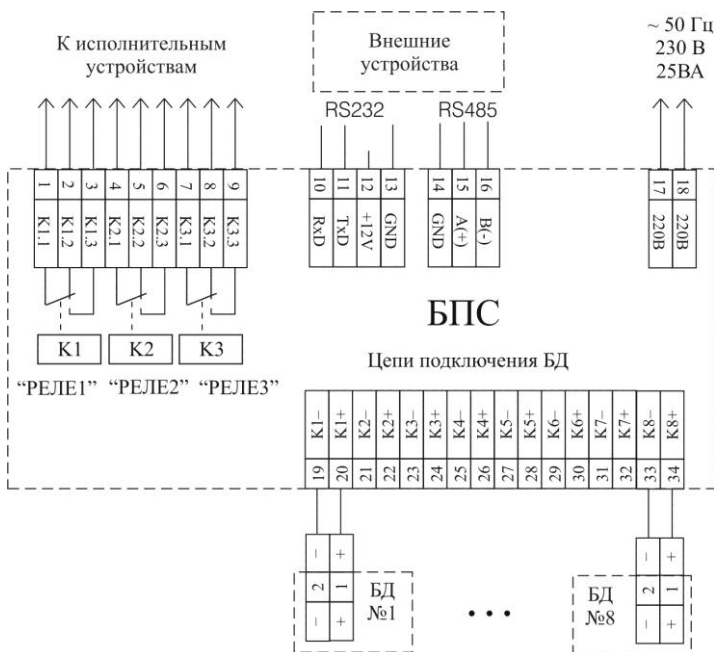 К исполнительным
устройствам
Внешние
устройства
~ 50 Гц
230 В
25ВА
RS232
RS485
1 2 3 4 5 6 7 8 9
K1.1 K1.2 K1.3 K2.1 K2.2 K2.3 K3.1 K3.2 K3.3
10 11 12 13
RxD TxD +12V GND
14 15 16
GND A(+) B(-)
17 18
220В 220В
БПС
K1 K2 K3
“РЕЛЕ1” “РЕЛЕ2” “РЕЛЕ3”
Цепи подключения БД
K1– K1+ K2– K2+ K3– K3+ K4– K4+ K5– K5+ K6– K6+ K7– K7+ K8– K8+
19 20 21 22 23 24 25 26 27 28 29 30 31 32 33 34
– +
2 1
– +
БД
№1
• • •
БД
№8
– +
2 1
– +